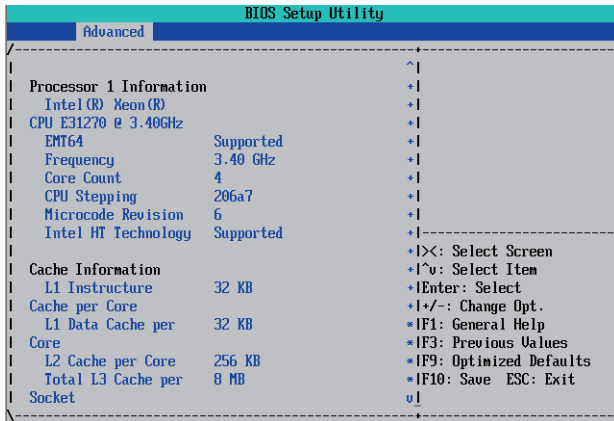 BIOS Setup Utility
Advanced
Processor 1 Information
Intel(R) Xeon(R)
CPU E31270 @ 3.40GHz
EMT64 Supported
Frequency 3.40 GHz
Core Count 4
CPU Stepping 206a7
Microcode Revision 6
Intel HT Technology Supported
Cache Information
L1 Instructure 32 KB
Cache per Core
L1 Data Cache per 32 KB
Core
L2 Cache per Core 256 KB
Total L3 Cache per 8 MB
Socket
><: Select Screen
^v: Select Item
Enter: Select
+/-: Change Opt.
F1: General Help
F3: Previous Values
F9: Optimized Defaults
F10: Save ESC: Exit